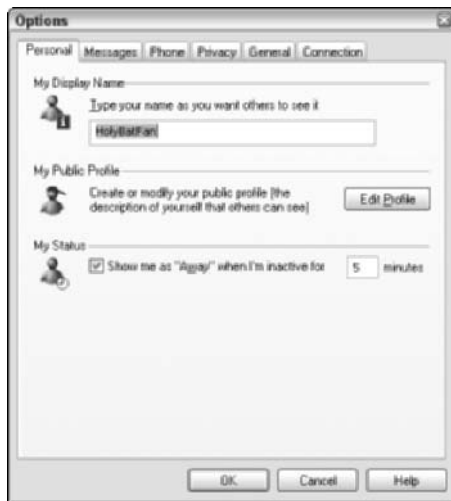 Options
Personal Messages Phone Privacy General Connection
My Display Name
Type your name as you want others to see it
HolyBatFan
My Public Profile
Create or modify your public profile (the
description of yourself that others can see)
Edit Profile
My Status
Show me as "Away" when I'm inactive for 5 minutes
OK Cancel Help